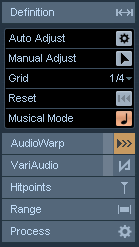 Definition
Auto Adjust
Manual Adjust
Grid 1/4
Reset
Musical Mode
AudioWarp
VariAudio
Hitpoints
Range
Process